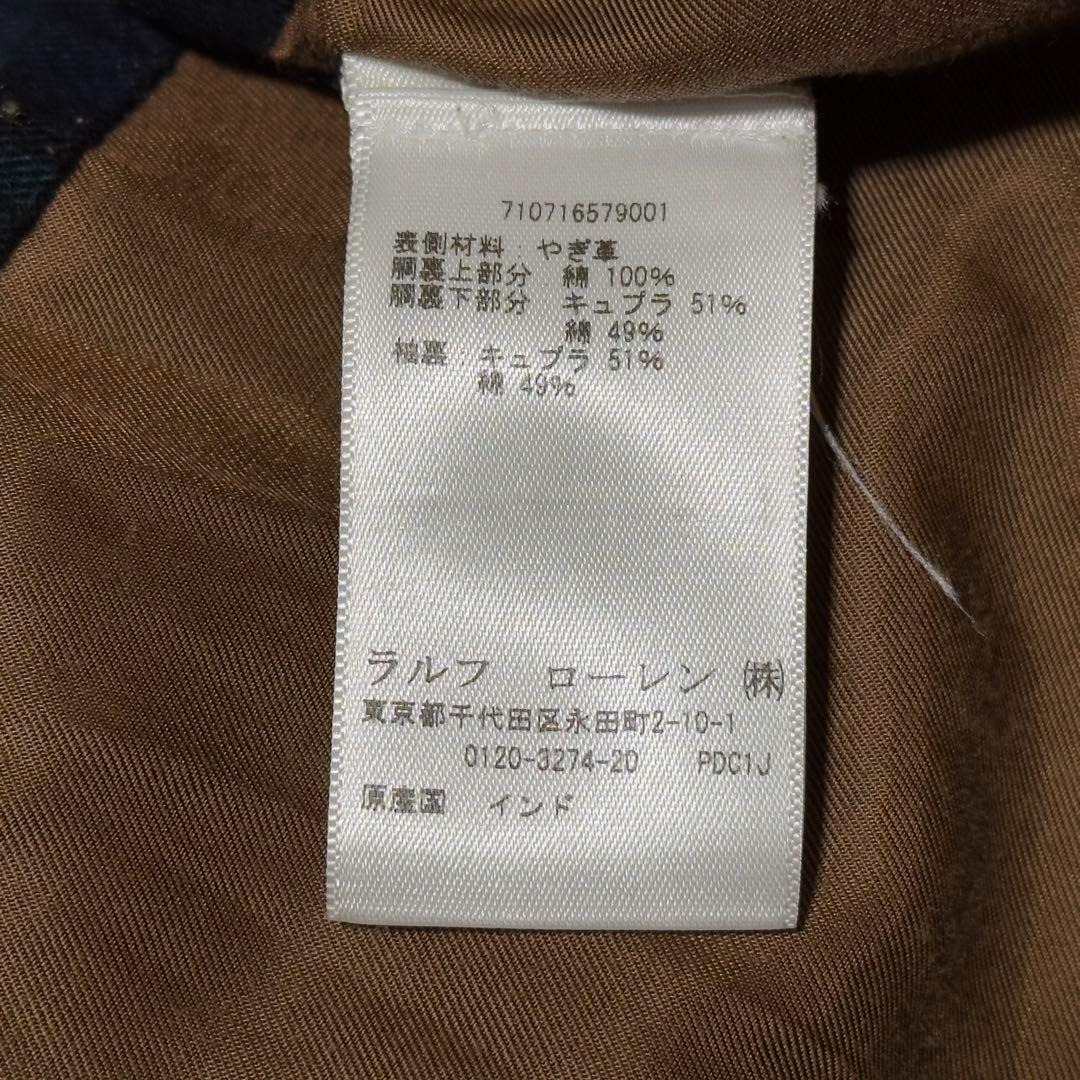 710716579001
表側材料 やぎ革
胴裏上部分 綿 100%
胴裏下部分 キュプラ 51%
綿 49%
袖裏 キュプラ 51%
綿 49%
ラルフ ローレン ㈱
東京都千代田区永田町2-10-1
0120-3274-20 PDC1J
原産国 インド